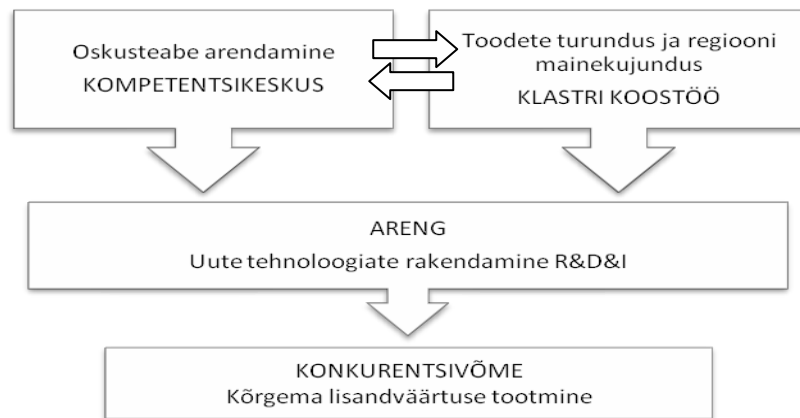 Oskusteabe arendamine
KOMPETENTSIKESKUS
Toodete turundus ja regiooni
mainekujundus
KLASTRI KOOSTÖÖ
ARENG
Uute tehnoloogiate rakendamine R&D&I
KONKURENTSIVÕME
Kõrgema lisandväärtuse tootmine